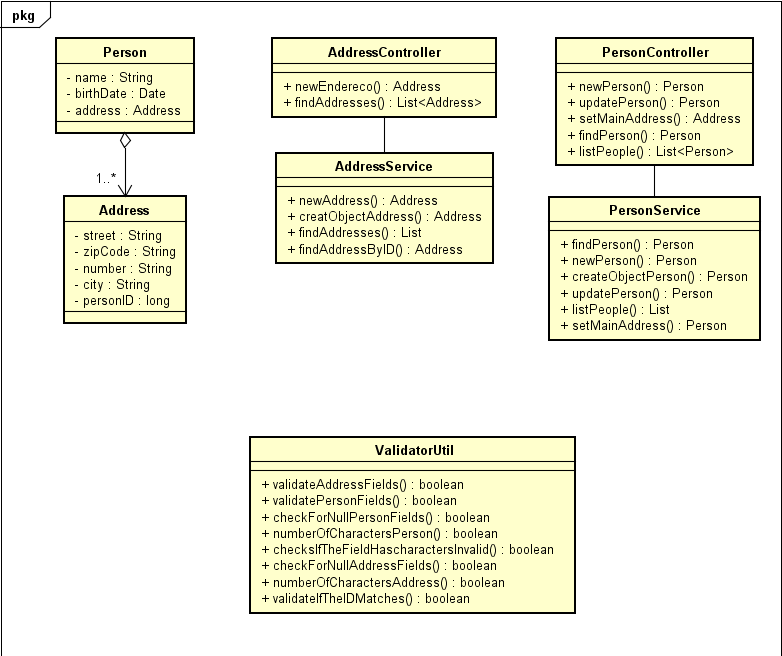 pkg
Person
- name : String
- birthDate : Date
- address : Address
1..*
Address
- street : String
- zipCode : String
- number : String
- city : String
- personID : long
AddressController
+ newEndereco() : Address
+ findAddresses() : List<Address>
AddressService
+ newAddress() : Address
+ creatObjectAddress() : Address
+ findAddresses() : List
+ findAddressByID() : Address
PersonController
+ newPerson() : Person
+ updatePerson() : Person
+ setMainAddress() : Address
+ findPerson() : Person
+ listPeople() : List<Person>
PersonService
+ findPerson() : Person
+ newPerson() : Person
+ createObjectPerson() : Person
+ updatePerson() : Person
+ listPeople() : List
+ setMainAddress() : Person
ValidatorUtil
+ validateAddressFields() : boolean
+ validatePersonFields() : boolean
+ checkForNullPersonFields() : boolean
+ numberOfCharactersPerson() : boolean
+ checksIfTheFieldHascharactersInvalid() : boolean
+ checkForNullAddressFields() : boolean
+ numberOfCharactersAddress() : boolean
+ validateIfTheIDMatches() : boolean